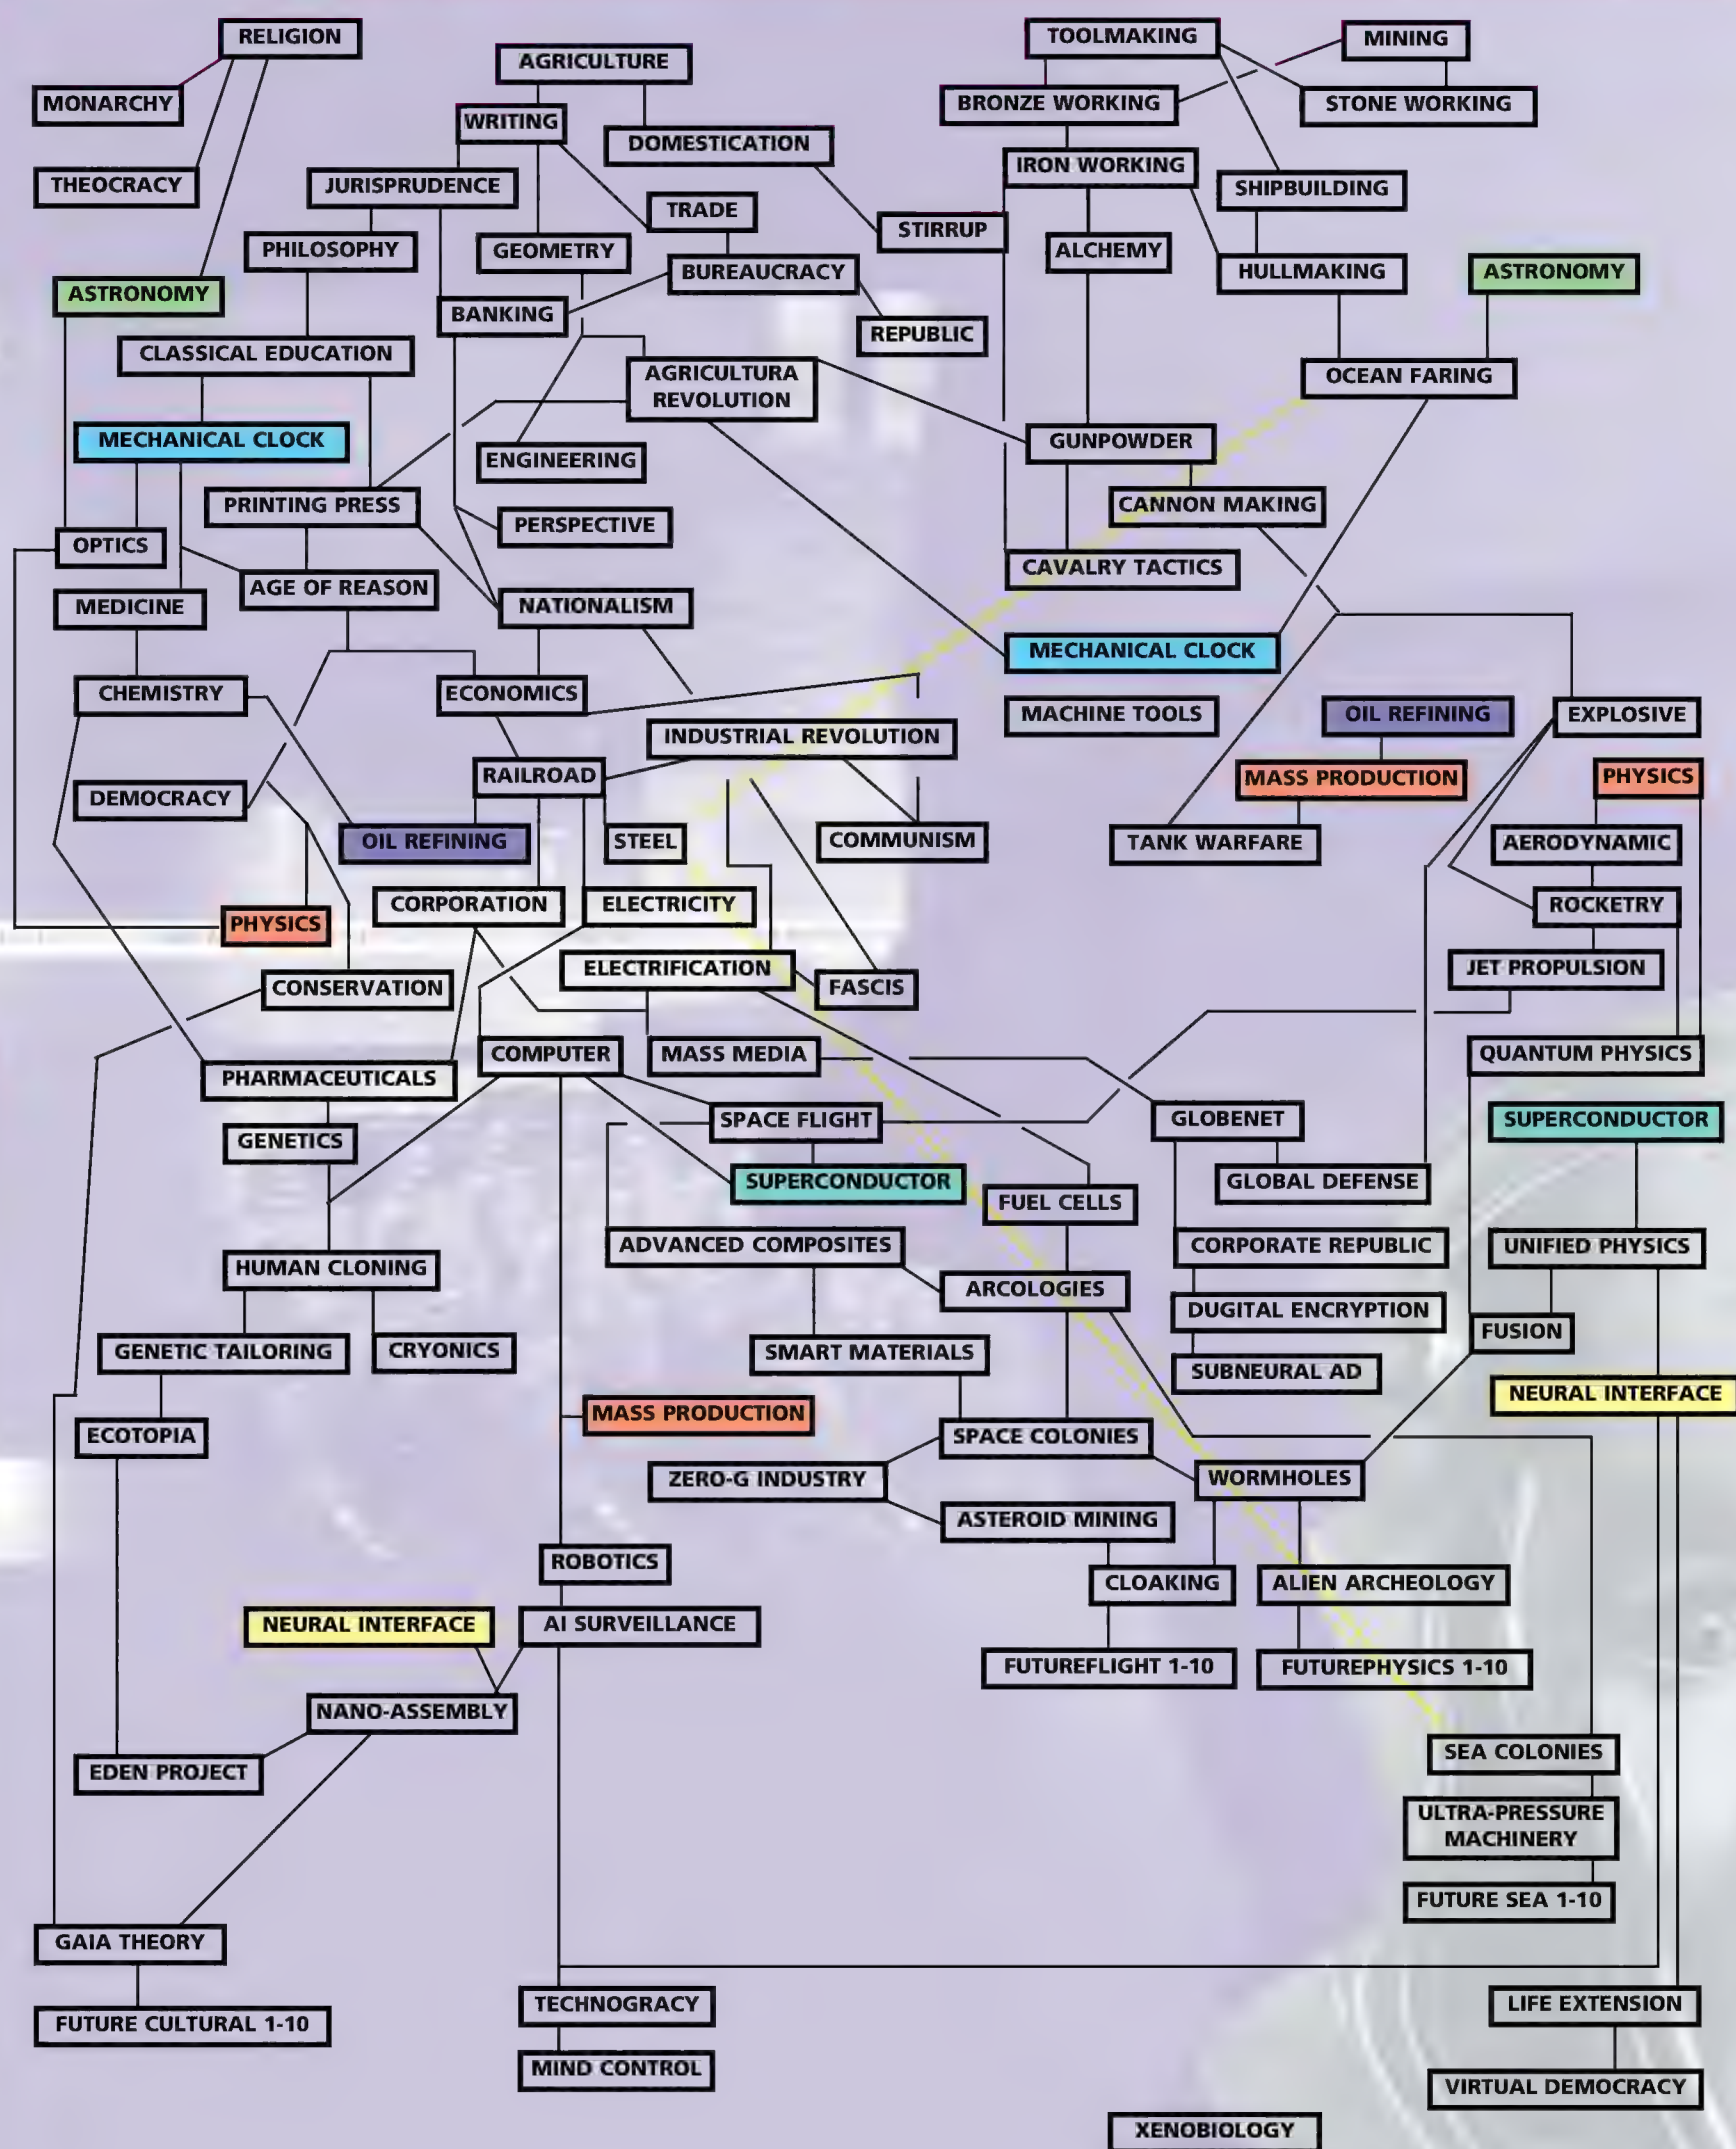 RELIGION
TOOLMAKING
MINING
AGRICULTURE
MONARCHY
WRITING
BRONZE WORKING
STONE WORKING
DOMESTICATION
THEOCRACY
JURISPRUDENCE
IRON WORKING
SHIPBUILDING
TRADE
STIRRUP
PHILOSOPHY
GEOMETRY
ALCHEMY
BUREAUCRACY
HULLMAKING
ASTRONOMY
ASTRONOMY
BANKING
REPUBLIC
CLASSICAL EDUCATION
AGRICULTURA
REVOLUTION
OCEAN FARING
MECHANICAL CLOCK
ENGINEERING
GUNPOWDER
PRINTING PRESS
PERSPECTIVE
CANNON MAKING
OPTICS
CAVALRY TACTICS
AGE OF REASON
MEDICINE
NATIONALISM
MECHANICAL CLOCK
CHEMISTRY
ECONOMICS
MACHINE TOOLS
OIL REFINING
EXPLOSIVE
INDUSTRIAL REVOLUTION
RAILROAD
MASS PRODUCTION
PHYSICS
DEMOCRACY
OIL REFINING
STEEL
COMMUNISM
TANK WARFARE
AERODYNAMIC
CORPORATION
ELECTRICITY
ROCKETRY
PHYSICS
ELECTRIFICATION
JET PROPULSION
CONSERVATION
FASCIS
COMPUTER
MASS MEDIA
QUANTUM PHYSICS
PHARMACEUTICALS
SPACE FLIGHT
GLOBENET
SUPERCONDUCTOR
GENETICS
SUPERCONDUCTOR
GLOBAL DEFENSE
FUEL CELLS
ADVANCED COMPOSITES
CORPORATE REPUBLIC
UNIFIED PHYSICS
HUMAN CLONING
ARCOLOGIES
DUGITAL ENCRYPTION
FUSION
GENETIC TAILORING
CRYONICS
SMART MATERIALS
SUBNEURAL AD
NEURAL INTERFACE
MASS PRODUCTION
ECOTOPIA
SPACE COLONIES
ZERO-G INDUSTRY
WORMHOLES
ASTEROID MINING
ROBOTICS
CLOAKING
ALIEN ARCHEOLOGY
NEURAL INTERFACE
AI SURVEILLANCE
FUTUREFLIGHT 1-10
FUTUREPHYSICS 1-10
NANO-ASSEMBLY
SEA COLONIES
EDEN PROJECT
ULTRA-PRESSURE
MACHINERY
FUTURE SEA 1-10
GAIA THEORY
TECHNOGRACY
LIFE EXTENSION
FUTURE CULTURAL 1-10
MIND CONTROL
VIRTUAL DEMOCRACY
XENOBIOLOGY